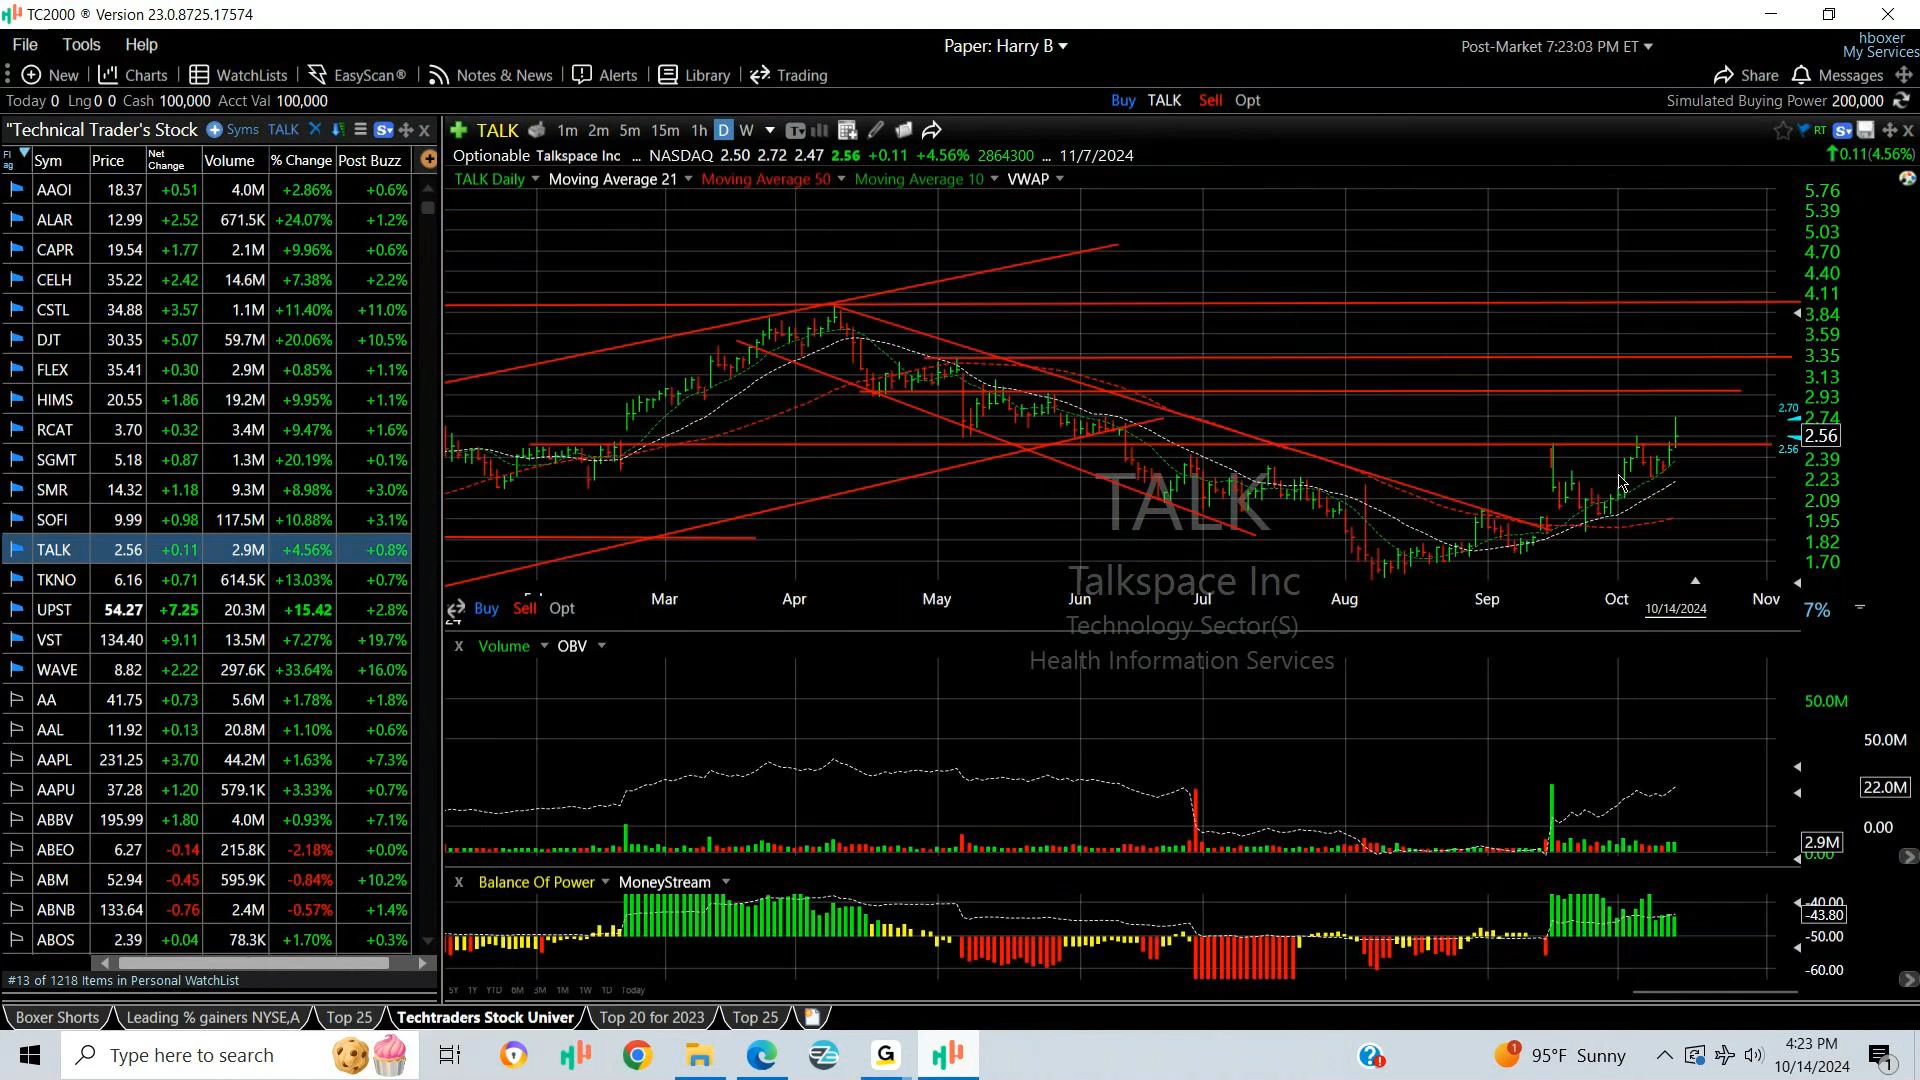 TC2000 ® Version 23.0.8725.17574
File Tools Help Paper: Harry B Post-Market 7:23:03 PM ET hboxer
My Services
New Charts WatchLists EasyScan® Notes & News Alerts Library Trading Share Messages
Today 0 Lng 0 0 Cash 100,000 Acct Val 100,000 Buy TALK Sell Opt Simulated Buying Power 200,000
"Technical Trader's Stock Syms TALK
Fl ag Sym Price Net Change Volume % Change Post Buzz
AAOI 18.37 +0.51 4.0M +2.86% +0.6%
ALAR 12.99 +2.52 671.5K +24.07% +1.2%
CAPR 19.54 +1.77 2.1M +9.96% +0.6%
CELH 35.22 +2.42 14.6M +7.38% +2.2%
CSTL 34.88 +3.57 1.1M +11.40% +11.0%
DJT 30.35 +5.07 59.7M +20.06% +10.5%
FLEX 35.41 +0.30 2.9M +0.85% +1.1%
HIMS 20.55 +1.86 19.2M +9.95% +1.1%
RCAT 3.70 +0.32 3.4M +9.47% +1.6%
SGMT 5.18 +0.87 1.3M +20.19% +0.1%
SMR 14.32 +1.18 9.3M +8.98% +3.0%
SOFI 9.99 +0.98 117.5M +10.88% +3.1%
TALK 2.56 +0.11 2.9M +4.56% +0.8%
TKNO 6.16 +0.71 614.5K +13.03% +0.7%
UPST 54.27 +7.25 20.3M +15.42 +2.8%
VST 134.40 +9.11 13.5M +7.27% +19.7%
WAVE 8.82 +2.22 297.6K +33.64% +16.0%
AA 41.75 +0.73 5.6M +1.78% +1.8%
AAL 11.92 +0.13 20.8M +1.10% +0.6%
AAPL 231.25 +3.70 44.2M +1.63% +7.3%
AAPU 37.28 +1.20 579.1K +3.33% +0.7%
ABBV 195.99 +1.80 4.0M +0.93% +7.1%
ABEO 6.27 -0.14 215.8K -2.18% +0.0%
ABM 52.94 -0.45 595.9K -0.84% +10.2%
ABNB 133.64 -0.76 2.4M -0.57% +1.4%
ABOS 2.39 +0.04 78.3K +1.70% +0.3%
#13 of 1218 Items in Personal WatchList
TALK 1m 2m 5m 15m 1h D W RT
Optionable Talkspace Inc ... NASDAQ 2.50 2.72 2.47 2.56 +0.11 +4.56% 2864300 ... 11/7/2024 0.11(4.56%)
TALK Daily Moving Average 21 Moving Average 50 Moving Average 10 VWAP
5.76
5.39
5.03
4.70
4.40
4.11
3.84
3.59
3.35
3.13
2.93
2.70 2.74
2.56
2.56 2.39
2.23
2.09
1.95
1.82
1.70
TALK
Talkspace Inc
Technology Sector(S)
Health Information Services
Mar Apr May Jun Jul Aug Sep Oct Nov
10/14/2024 7%
Buy Sell Opt
24
X Volume OBV
50.0M
50.0M
22.0M
0.00
2.9M
0.00
X Balance Of Power MoneyStream
-40.00
-43.80
-50.00
-60.00
5Y 1Y YTD 6M 3M 1M 1W 1D Today
Boxer Shorts Leading % gainers NYSE,A Top 25 Techtraders Stock Univer Top 20 for 2023 Top 25
Type here to search 95°F Sunny 4:23 PM
10/14/2024 1